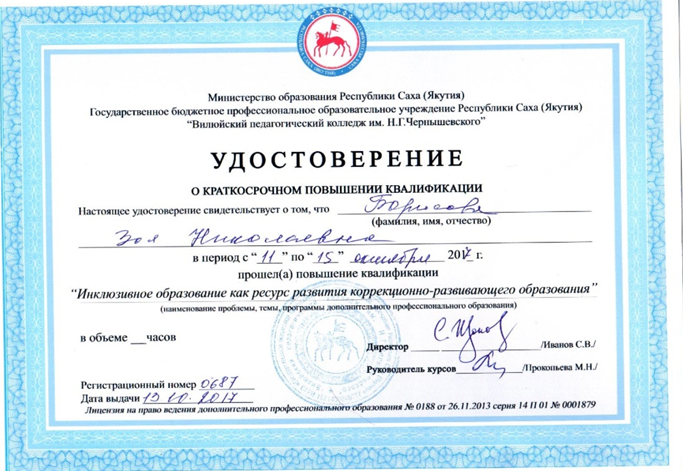 Министерство образования Республики Саха (Якутия)
Государственное бюджетное профессиональное образовательное учреждение Республики Саха (Якутия)
“Вилюйский педагогический колледж им. Н.Г.Чернышевского”
УДОСТОВЕРЕНИЕ
О КРАТКОСРОЧНОМ ПОВЫШЕНИИ КВАЛИФИКАЦИИ
Настоящее удостоверение свидетельствует о том, что Борисова
(фамилия, имя, отчество)
Зоя Николаевна
в период с “11” по “15” октября 2017 г.
прошел(а) повышение квалификации
“Инклюзивное образование как ресурс развития коррекционно-развивающего образования”
(наименование проблемы, темы, программы дополнительного профессионального образования)
в объеме __часов
Директор /Иванов С.В./
Руководитель курсов /Прокопьева М.Н./
Регистрационный номер 0687
Дата выдачи 15 10. 2017
Лицензия на право ведения дополнительного профессионального образования № 0188 от 26.11.2013 серия 14 П 01 № 0001879